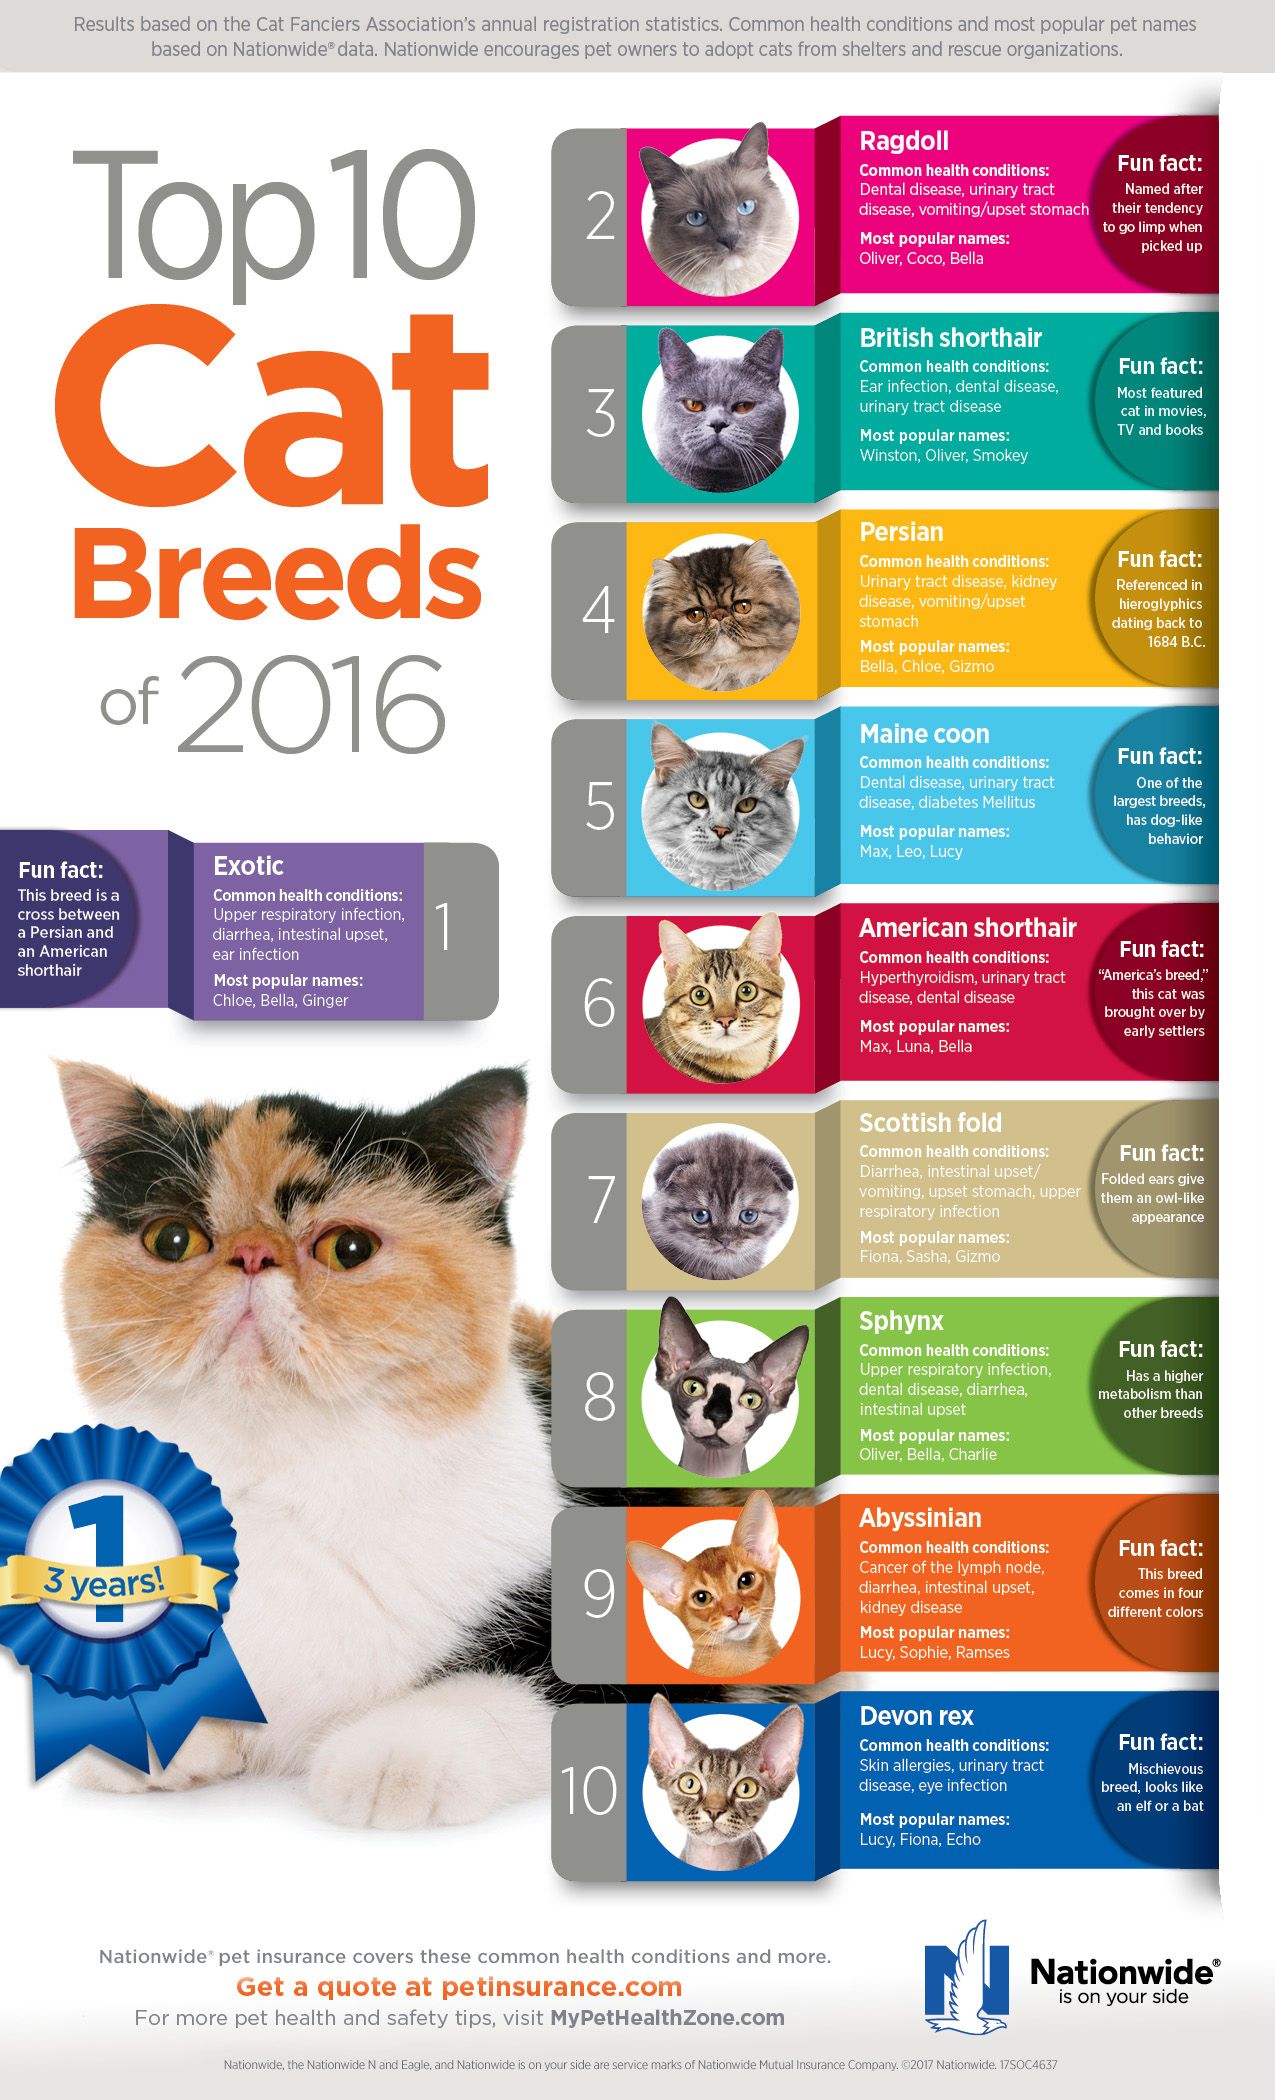 Results based on the Cat Fanciers Association's annual registration statistics. Common health conditions and most popular pet names
based on Nationwide® data. Nationwide encourages pet owners to adopt cats from shelters and rescue organizations.
Top 10
Cat
Breeds
of 2016
Fun fact:
This breed is a
cross between
a Persian and
an American
shorthair
Exotic
Common health conditions:
Upper respiratory infection,
diarrhea, intestinal upset,
ear infection
Most popular names:
Chloe, Bella, Ginger
1
1
3 years!
2
Ragdoll
Common health conditions:
Dental disease, urinary tract
disease, vomiting/upset stomach
Most popular names:
Oliver, Coco, Bella
Fun fact:
Named after
their tendency
to go limp when
picked up
3
British shorthair
Common health conditions:
Ear infection, dental disease,
urinary tract disease
Most popular names:
Winston, Oliver, Smokey
Fun fact:
Most featured
cat in movies,
TV and books
4
Persian
Common health conditions:
Urinary tract disease, kidney
disease, vomiting/upset
stomach
Most popular names:
Bella, Chloe, Gizmo
Fun fact:
Referenced in
hieroglyphics
dating back to
1684 B.C.
5
Maine coon
Common health conditions:
Dental disease, urinary tract
disease, diabetes Mellitus
Most popular names:
Max, Leo, Lucy
Fun fact:
One of the
largest breeds,
has dog-like
behavior
6
American shorthair
Common health conditions:
Hyperthyroidism, urinary tract
disease, dental disease
Most popular names:
Max, Luna, Bella
Fun fact:
"America's breed,"
this cat was
brought over by
early settlers
7
Scottish fold
Common health conditions:
Diarrhea, intestinal upset/
vomiting, upset stomach, upper
respiratory infection
Most popular names:
Fiona, Sasha, Gizmo
Fun fact:
Folded ears give
them an owl-like
appearance
8
Sphynx
Common health conditions:
Upper respiratory infection,
dental disease, diarrhea,
intestinal upset
Most popular names:
Oliver, Bella, Charlie
Fun fact:
Has a higher
metabolism than
other breeds
9
Abyssinian
Common health conditions:
Cancer of the lymph node,
diarrhea, intestinal upset,
kidney disease
Most popular names:
Lucy, Sophie, Ramses
Fun fact:
This breed
comes in four
different colors
10
Devon rex
Common health conditions:
Skin allergies, urinary tract
disease, eye infection
Most popular names:
Lucy, Fiona, Echo
Fun fact:
Mischievous
breed, looks like
an elf or a bat
Nationwide® pet insurance covers these common health conditions and more.
Get a quote at petinsurance.com
For more pet health and safety tips, visit MyPetHealthZone.com
N
Nationwide®
is on your side
Nationwide, the Nationwide N and Eagle, and Nationwide is on your side are service marks of Nationwide Mutual Insurance Company. ©2017 Nationwide. 17SOC4637